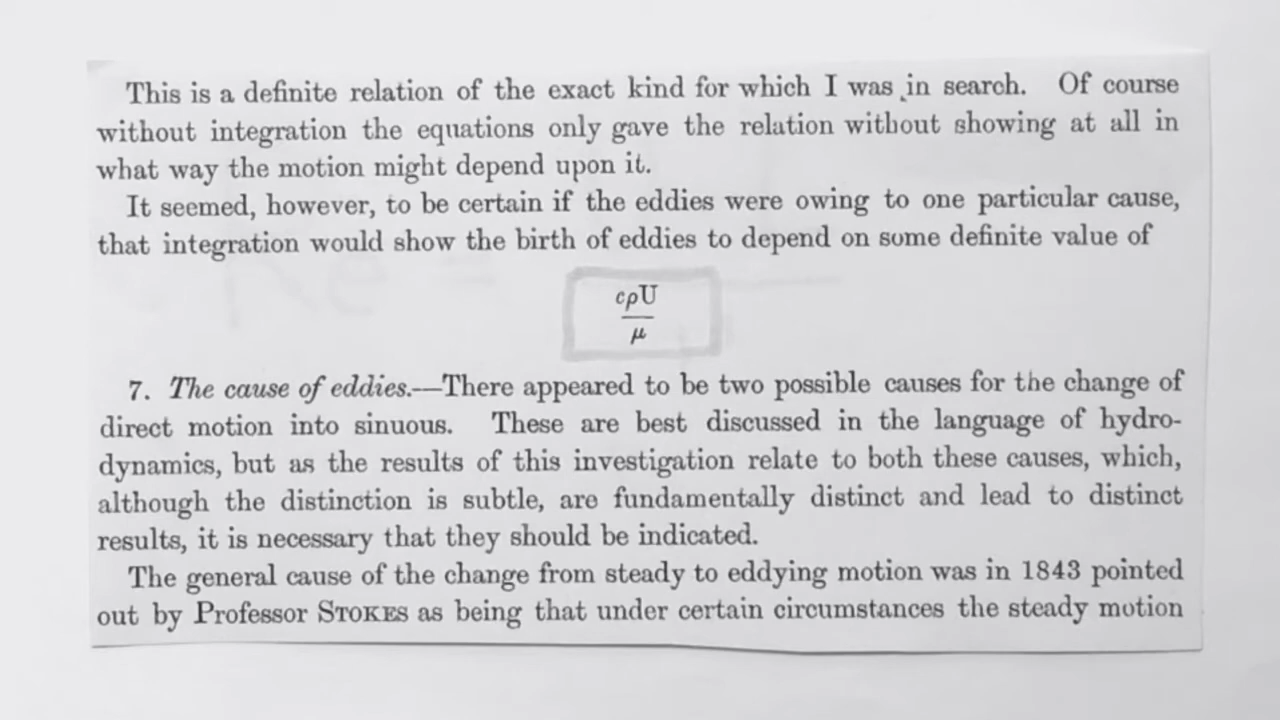 This is a definite relation of the exact kind for which I was in search. Of course
without integration the equations only gave the relation without showing at all in
what way the motion might depend upon it.
It seemed, however, to be certain if the eddies were owing to one particular cause,
that integration would show the birth of eddies to depend on some definite value of
cρU
μ
7. The cause of eddies.—There appeared to be two possible causes for the change of
direct motion into sinuous. These are best discussed in the language of hydro-
dynamics, but as the results of this investigation relate to both these causes, which,
although the distinction is subtle, are fundamentally distinct and lead to distinct
results, it is necessary that they should be indicated.
The general cause of the change from steady to eddying motion was in 1843 pointed
out by Professor STOKES as being that under certain circumstances the steady motion